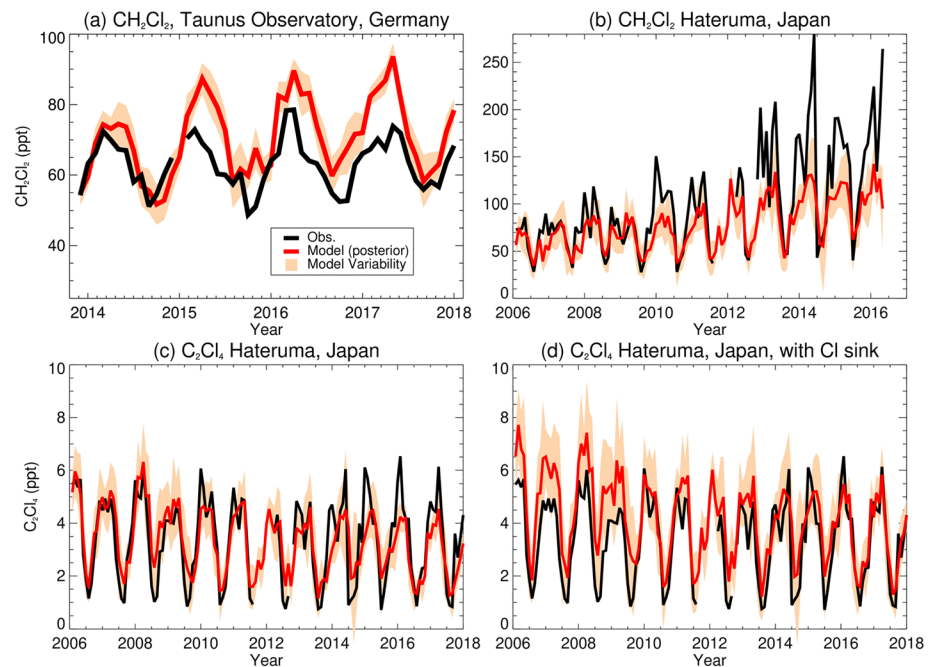 (a) CH₂Cl₂, Taunus Observatory, Germany
100
80
60
40
CH₂Cl₂ (ppt)
Obs.
Model (posterior)
Model Variability
2014 2015 2016 2017 2018
Year
(b) CH₂Cl₂ Hateruma, Japan
250
200
150
100
50
0
2006 2008 2010 2012 2014 2016
Year
(c) C₂Cl₄ Hateruma, Japan
10
8
6
4
2
0
C₂Cl₄ (ppt)
2006 2008 2010 2012 2014 2016 2018
Year
(d) C₂Cl₄ Hateruma, Japan, with Cl sink
10
8
6
4
2
0
2006 2008 2010 2012 2014 2016 2018
Year